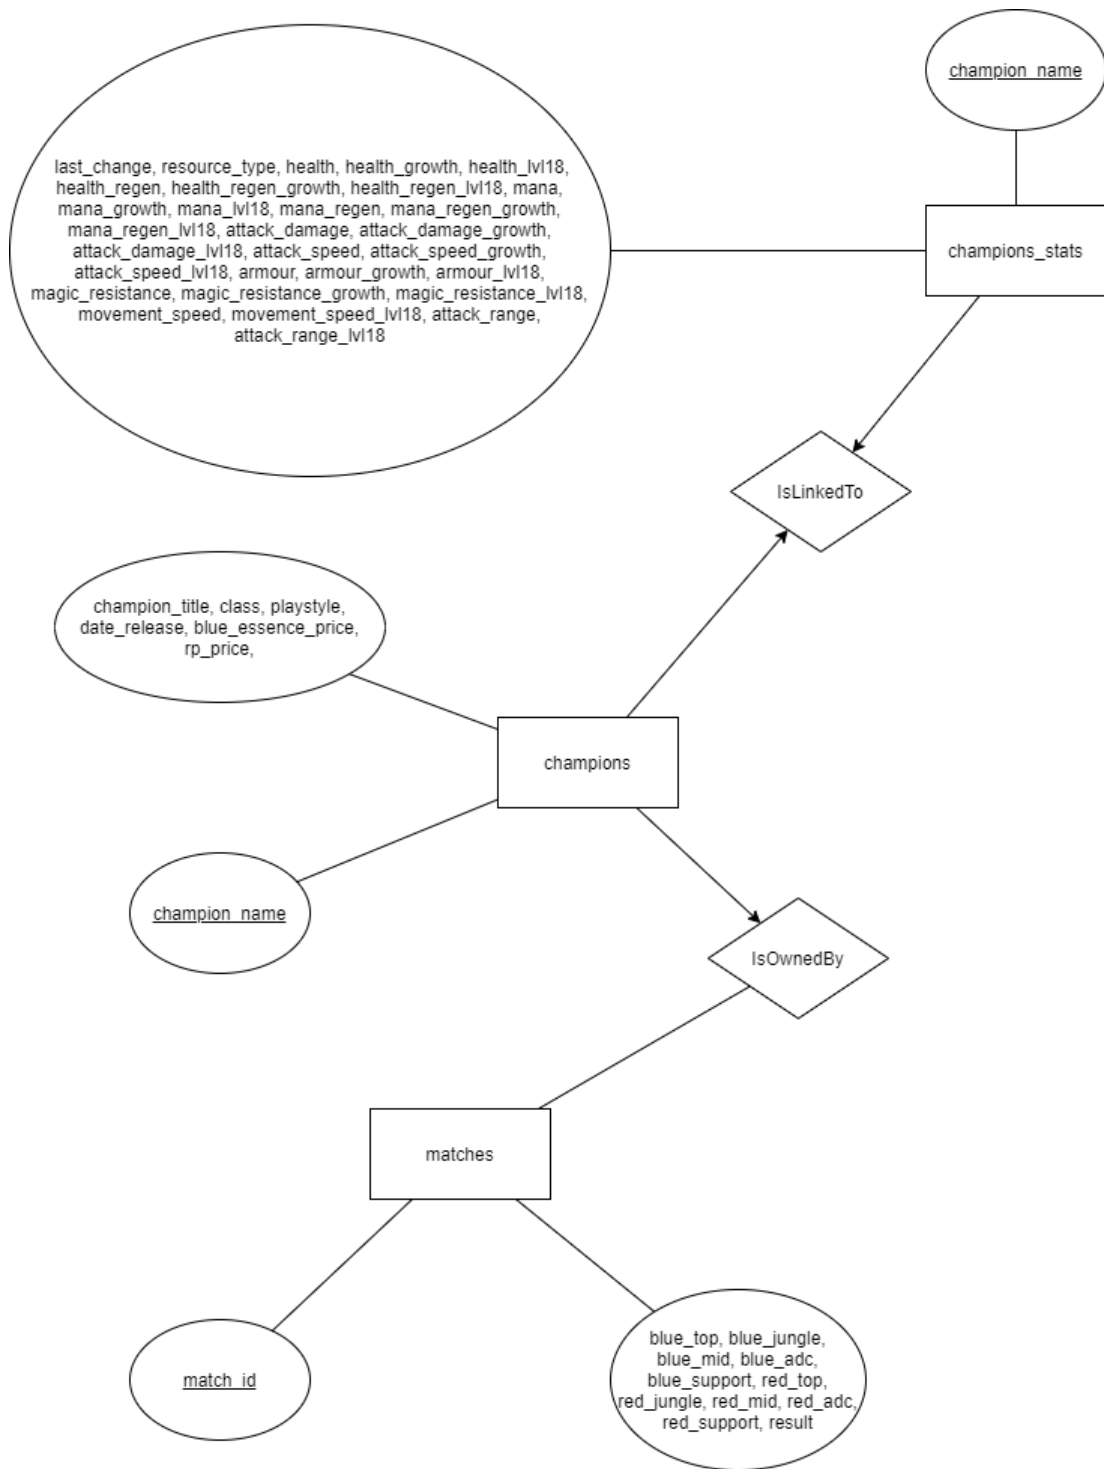 champion_name
last_change, resource_type, health, health_growth, health_lvl18,
health_regen, health_regen_growth, health_regen_lvl18, mana,
mana_growth, mana_lvl18, mana_regen, mana_regen_growth,
mana_regen_lvl18, attack_damage, attack_damage_growth,
attack_damage_lvl18, attack_speed, attack_speed_growth,
attack_speed_lvl18, armour, armour_growth, armour_lvl18,
magic_resistance, magic_resistance_growth, magic_resistance_lvl18,
movement_speed, movement_speed_lvl18, attack_range,
attack_range_lvl18
champions_stats
IsLinkedTo
champion_title, class, playstyle,
date_release, blue_essence_price,
rp_price,
champions
champion_name
IsOwnedBy
matches
match_id
blue_top, blue_jungle,
blue_mid, blue_adc,
blue_support, red_top,
red_jungle, red_mid, red_adc,
red_support, result